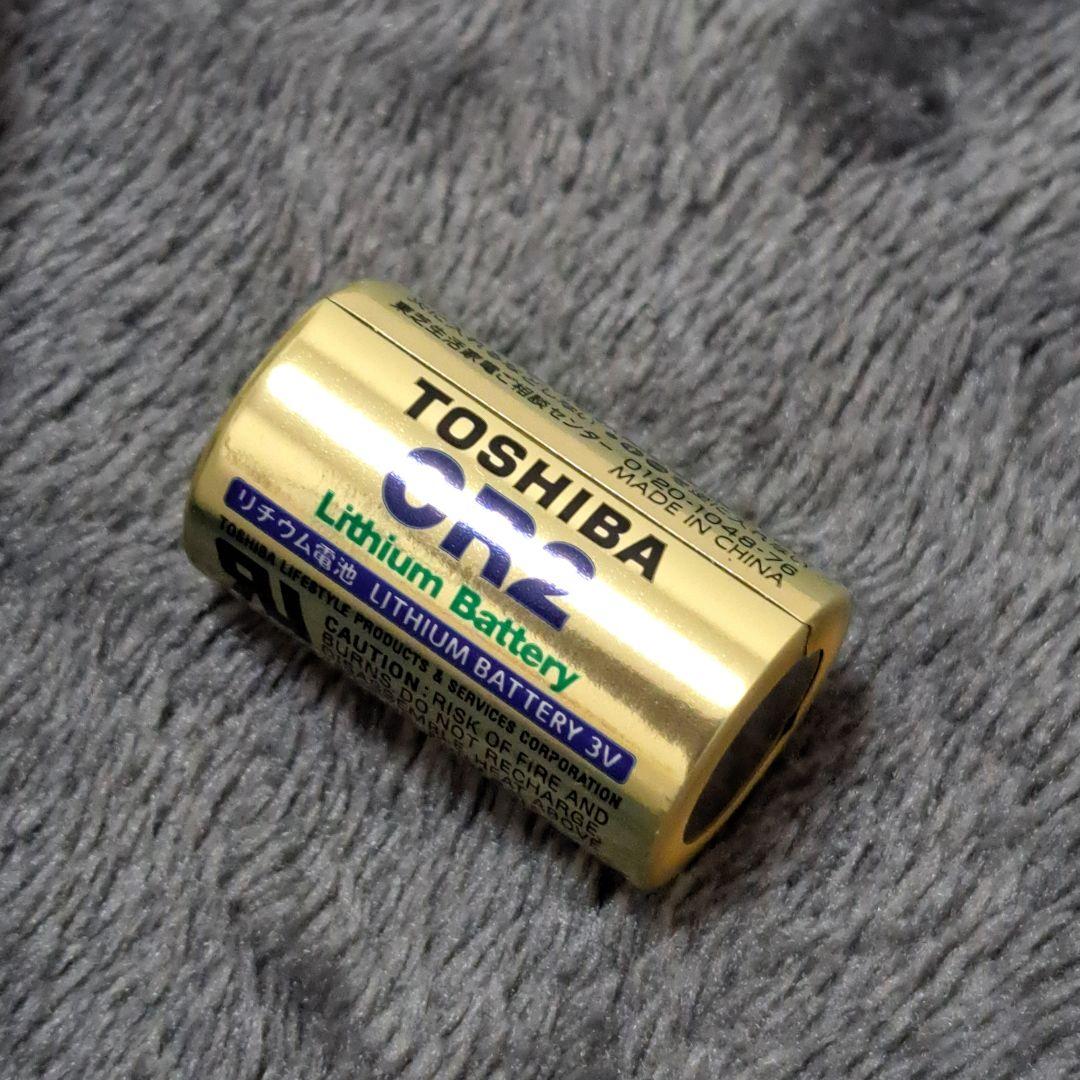 東芝生活家電ご相談センター 0120-1048-76
MADE IN CHINA
TOSHIBA
CR2
Lithium Battery
リチウム電池 LITHIUM BATTERY 3V
TOSHIBA LIFESTYLE PRODUCTS & SERVICES CORPORATION
CAUTION: RISK OF FIRE AND
BURNS DO NOT RECHARGE
HEAT ABOVE